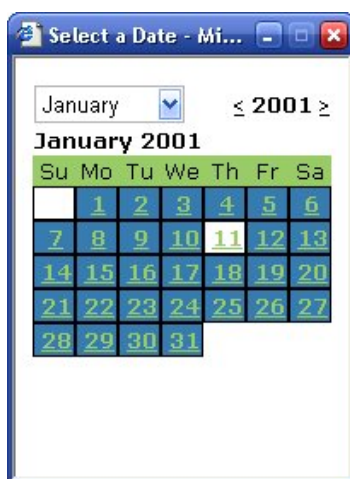 Select a Date - Mi...
January < 2001 >
January 2001
Su Mo Tu We Th Fr Sa
1 2 3 4 5 6
7 8 9 10 11 12 13
14 15 16 17 18 19 20
21 22 23 24 25 26 27
28 29 30 31